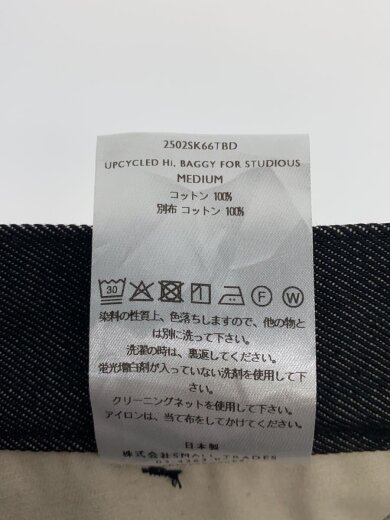 2502SK66TBD
UPCYCLED Hi, BAGGY FOR STUDIOUS
MEDIUM
コットン 100%
別布 コットン 100%
30 F W
染料の性質上、色落ちしますので、他の物と
は別に洗って下さい。
洗濯の時は、裏返してください。
蛍光増白剤が入っていない洗剤を使用して下
さい。
クリーニングネットを使用して下さい。
アイロンは、当て布をしてかけてください。
日本製
株式会社SMALL TRADES